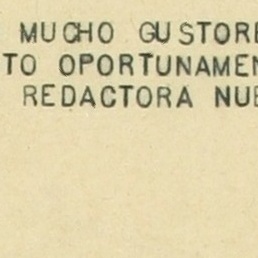 MUCHO GUSTORE
TO OPORTUNAMEN
REDACTORA NUE